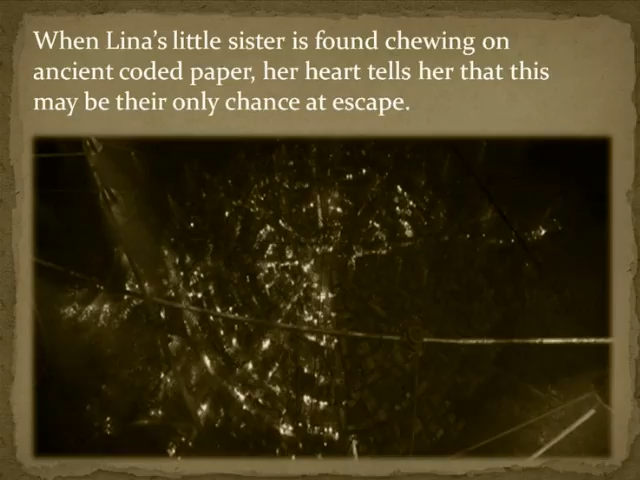 When Lina's little sister is found chewing on
ancient coded paper, her heart tells her that this
may be their only chance at escape.